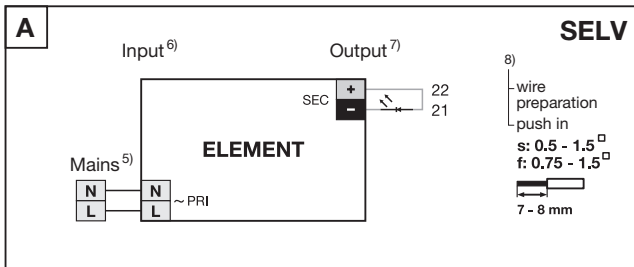 A
SELV
Input 6)
Output 7)
8)
wire
preparation
push in
s: 0.5 - 1.5 □
f: 0.75 - 1.5 □
7 - 8 mm
SEC
+
-
22
21
ELEMENT
Mains 5)
N
L
N
L
~ PRI